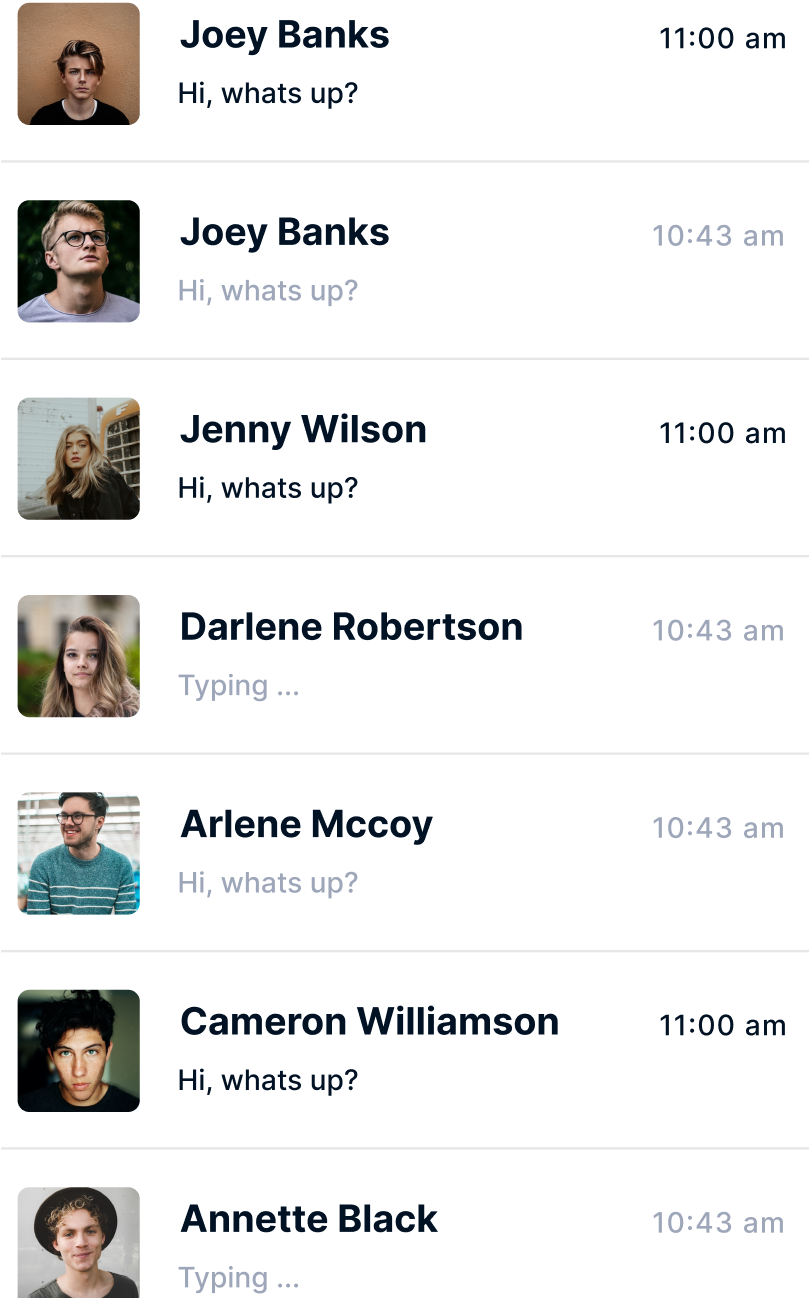 Joey Banks 11:00 am
Hi, whats up?
Joey Banks 10:43 am
Hi, whats up?
Jenny Wilson 11:00 am
Hi, whats up?
Darlene Robertson 10:43 am
Typing ...
Arlene Mccoy 10:43 am
Hi, whats up?
Cameron Williamson 11:00 am
Hi, whats up?
Annette Black 10:43 am
Typing ...